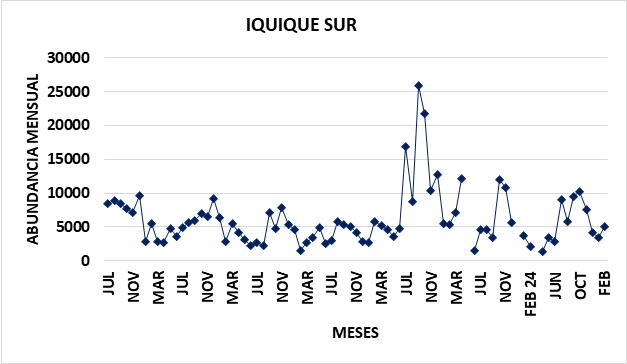 IQUIQUE SUR
30000
25000
20000
15000
10000
5000
0
ABUNDANCIA MENSUAL
JUL NOV MAR JUL NOV MAR JUL NOV MAR JUL NOV MAR JUL NOV MAR JUL NOV FEB 24 JUN OCT FEB
MESES